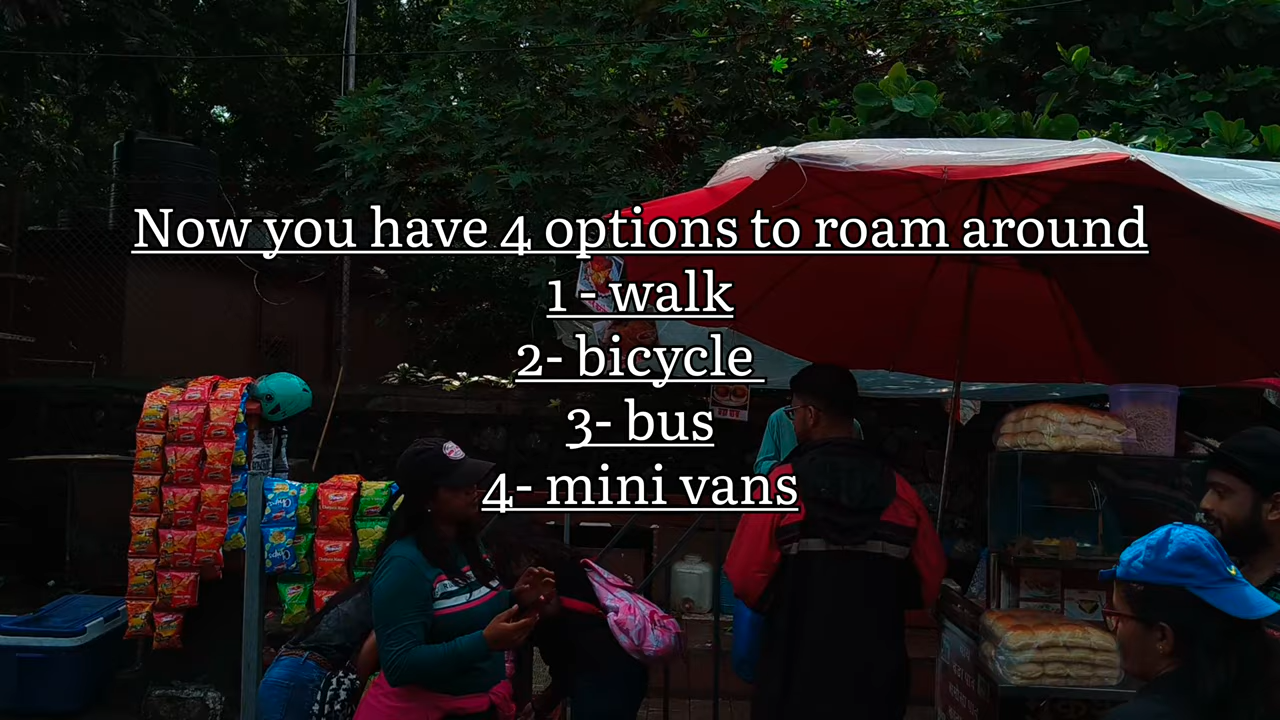 Now you have 4 options to roam around
1 - walk
2- bicycle
3- bus
4- mini vans